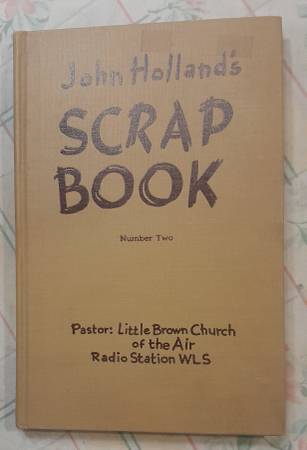 John Holland's
SCRAP
BOOK
Number Two
Pastor: Little Brown Church
of the Air
Radio Station WLS